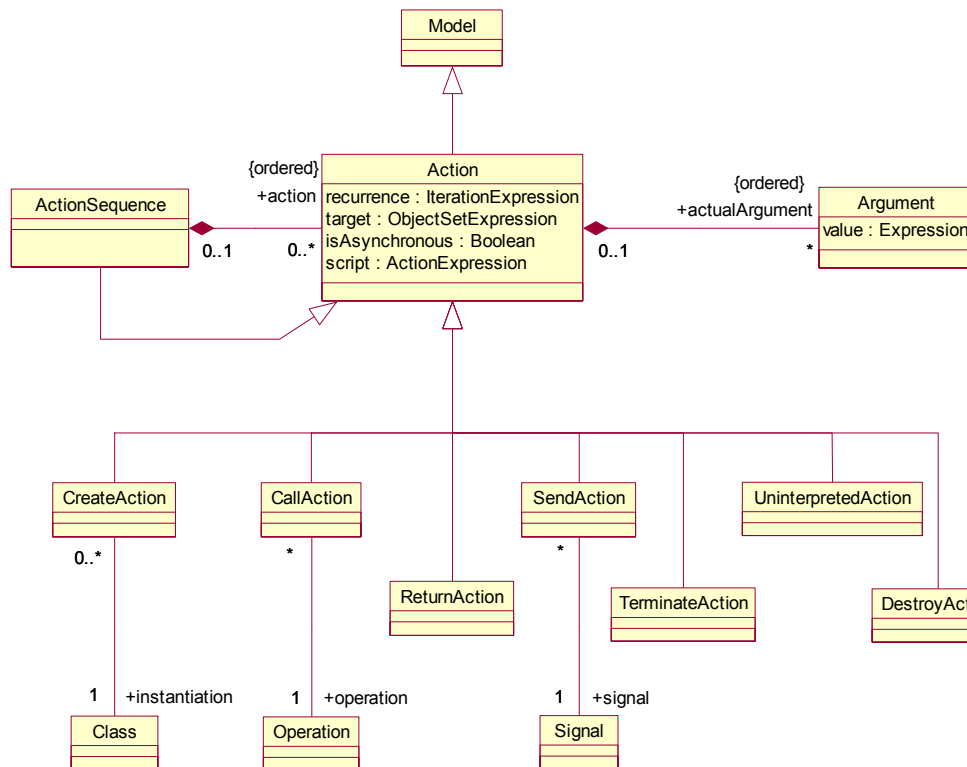 Model
{ordered}
+action
ActionSequence
0..1
0..*
Action
recurrence : IterationExpression
target : ObjectSetExpression
isAsynchronous : Boolean
script : ActionExpression
0..1
{ordered}
+actualArgument
*
Argument
value : Expression
CreateAction
CallAction
SendAction
UninterpretedAction
0..*
*
*
ReturnAction
TerminateAction
DestroyAct
1
+instantiation
1
+operation
1
+signal
Class
Operation
Signal